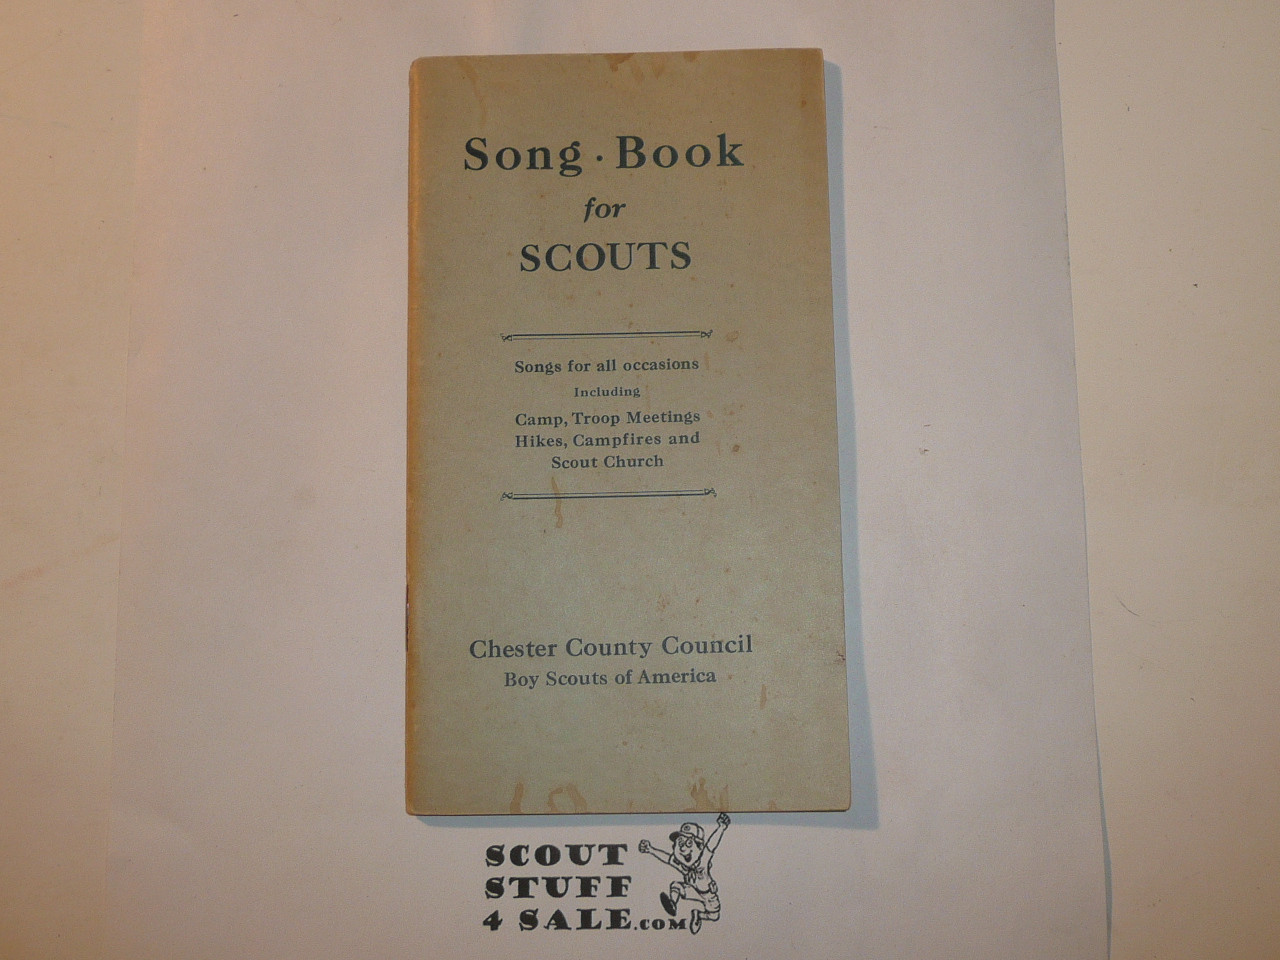 Song · Book
for
SCOUTS
Songs for all occasions
Including
Camp, Troop Meetings
Hikes, Campfires and
Scout Church
Chester County Council
Boy Scouts of America
SCOUT
STUFF
4 SALE.COM